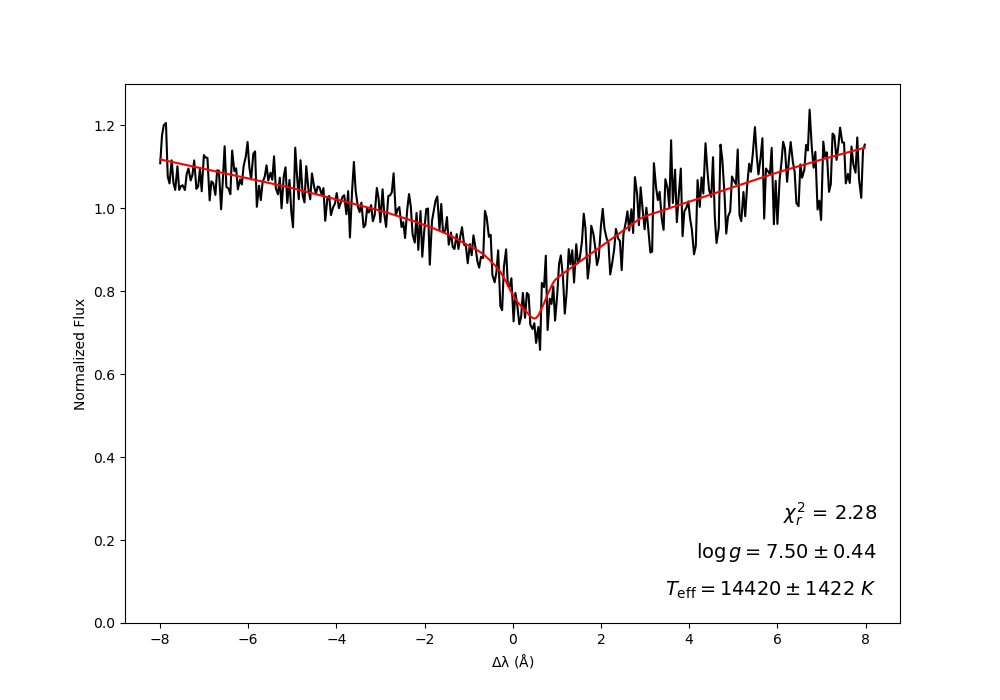 1.2
1.0
0.8
0.6
0.4
0.2
0.0
Normalized Flux
χ²ᵣ = 2.28
log g = 7.50 ± 0.44
T_eff = 14420 ± 1422 K
−8 −6 −4 −2 0 2 4 6 8
Δλ (Å)